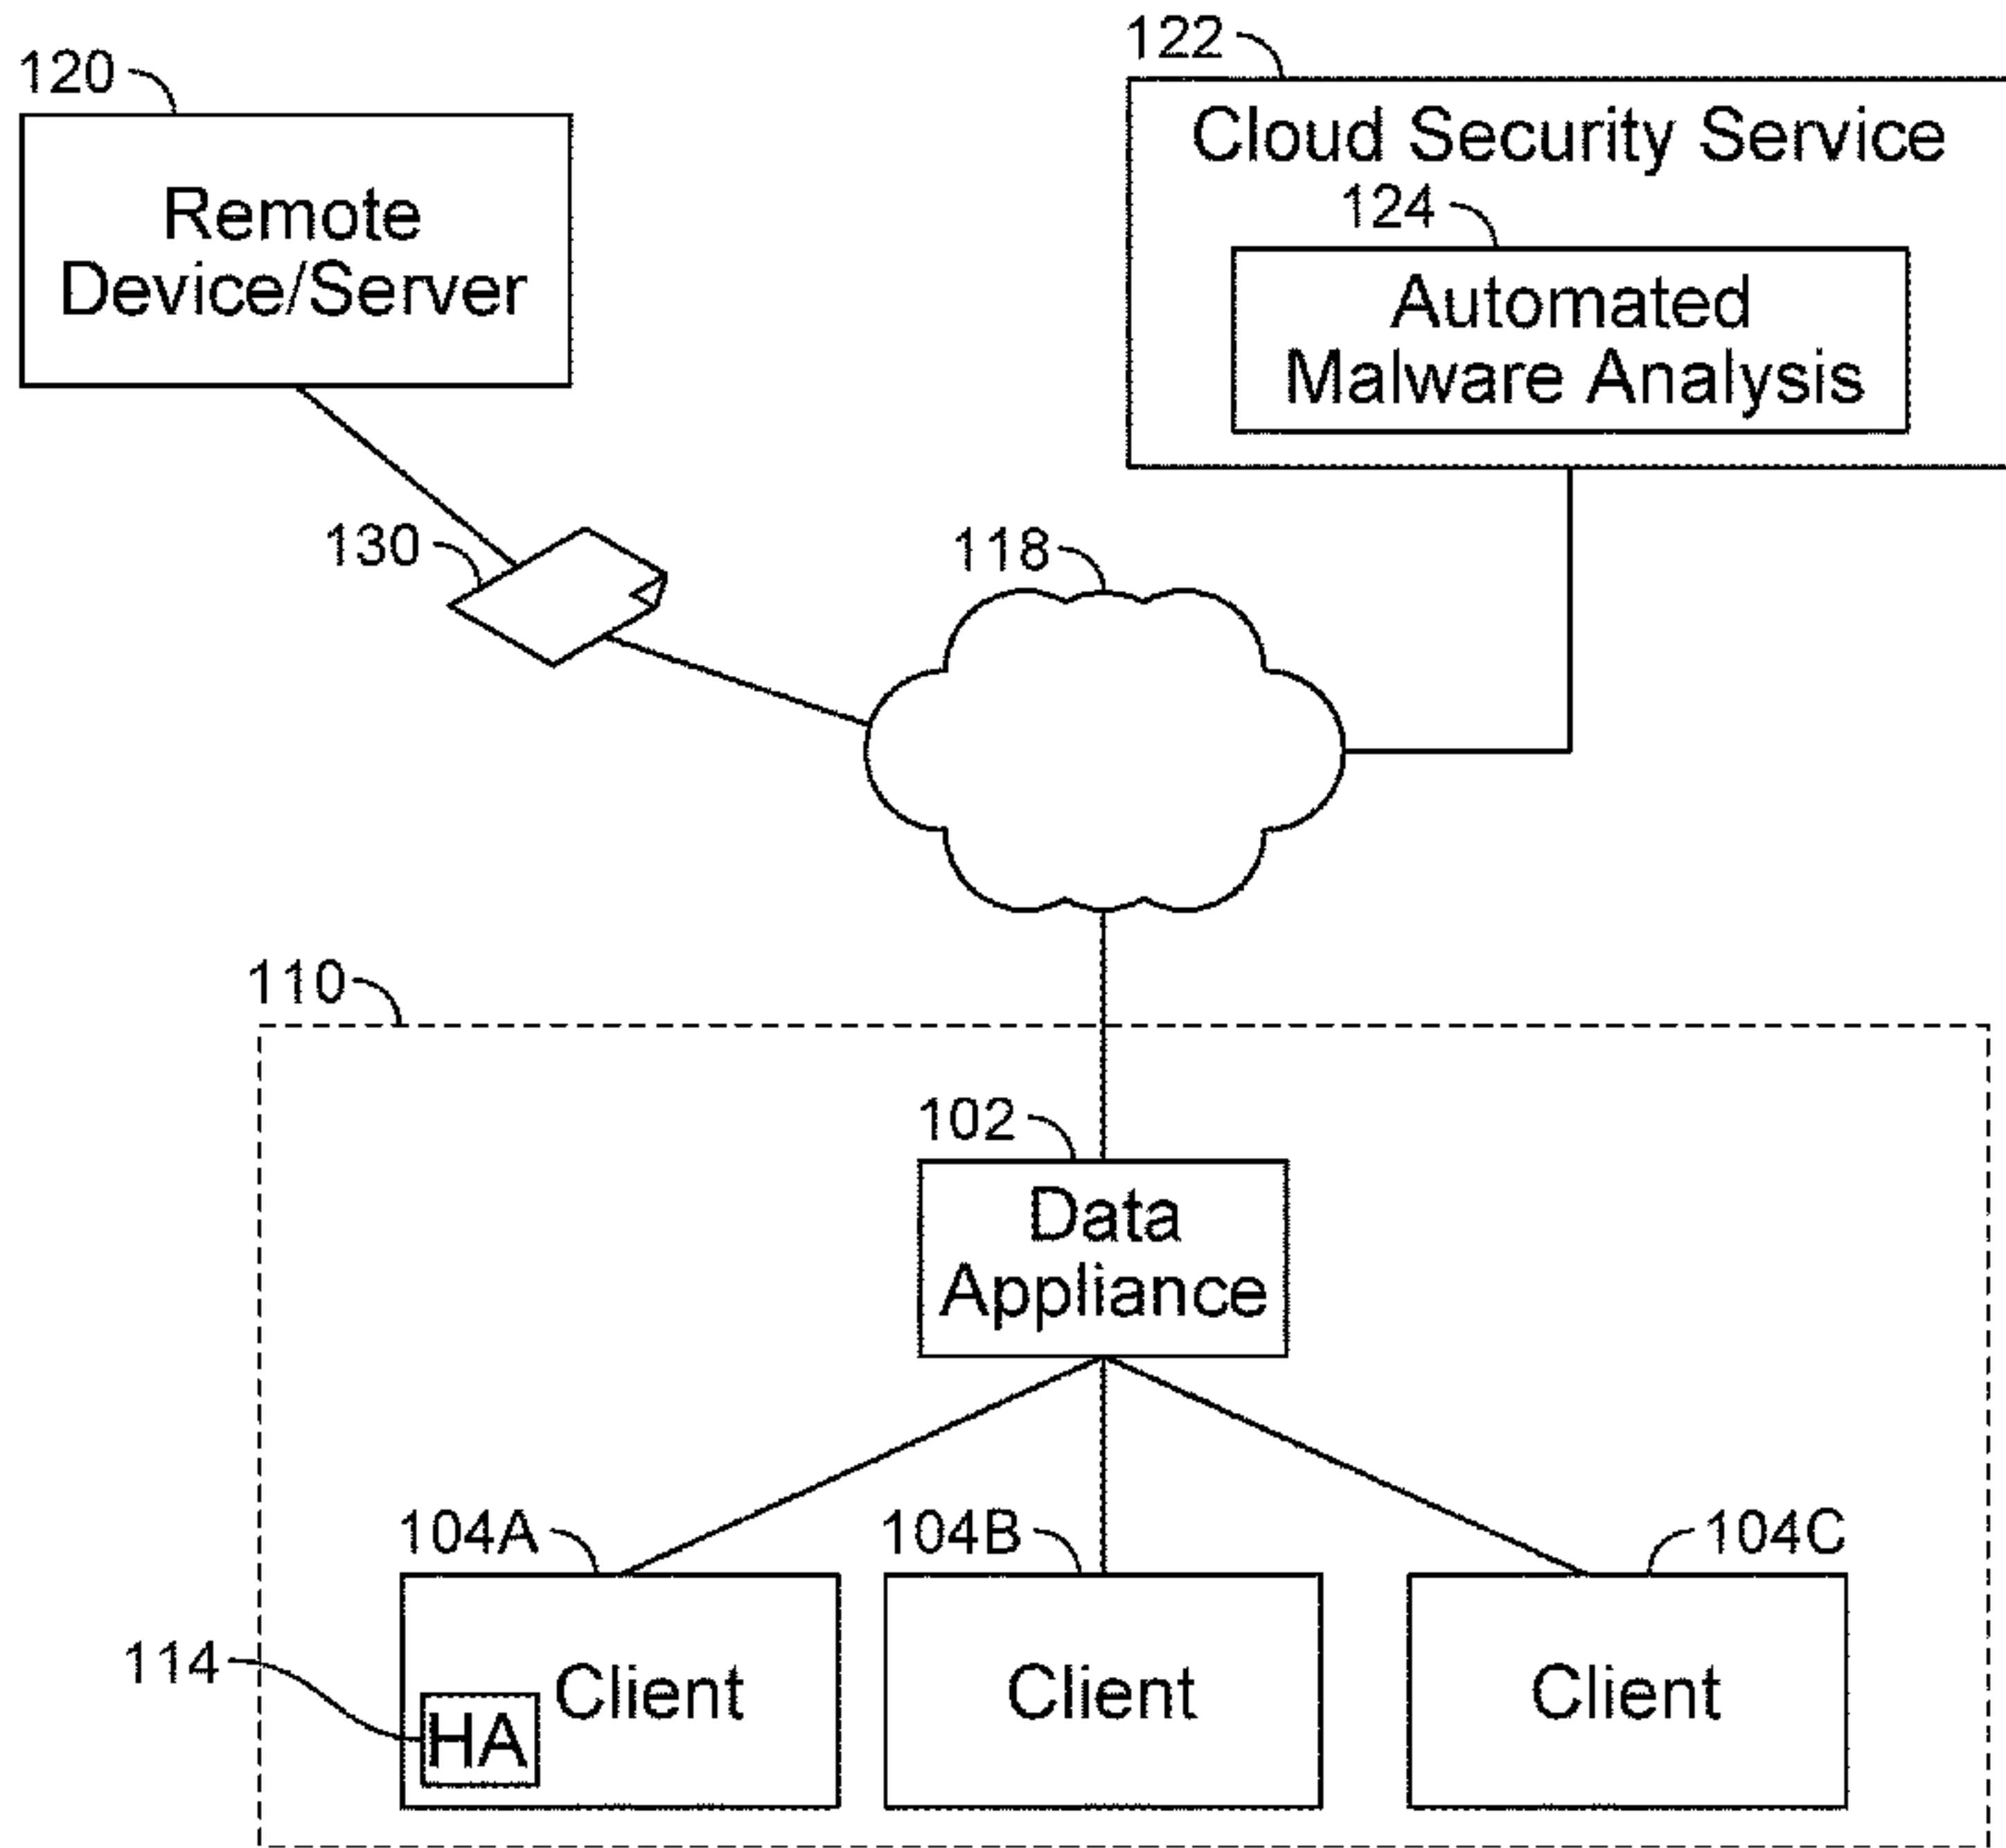 120
Remote
Device/Server
122
Cloud Security Service
124
Automated
Malware Analysis
130
118
110
102
Data
Appliance
104A
104B
104C
114
HA
Client
Client
Client